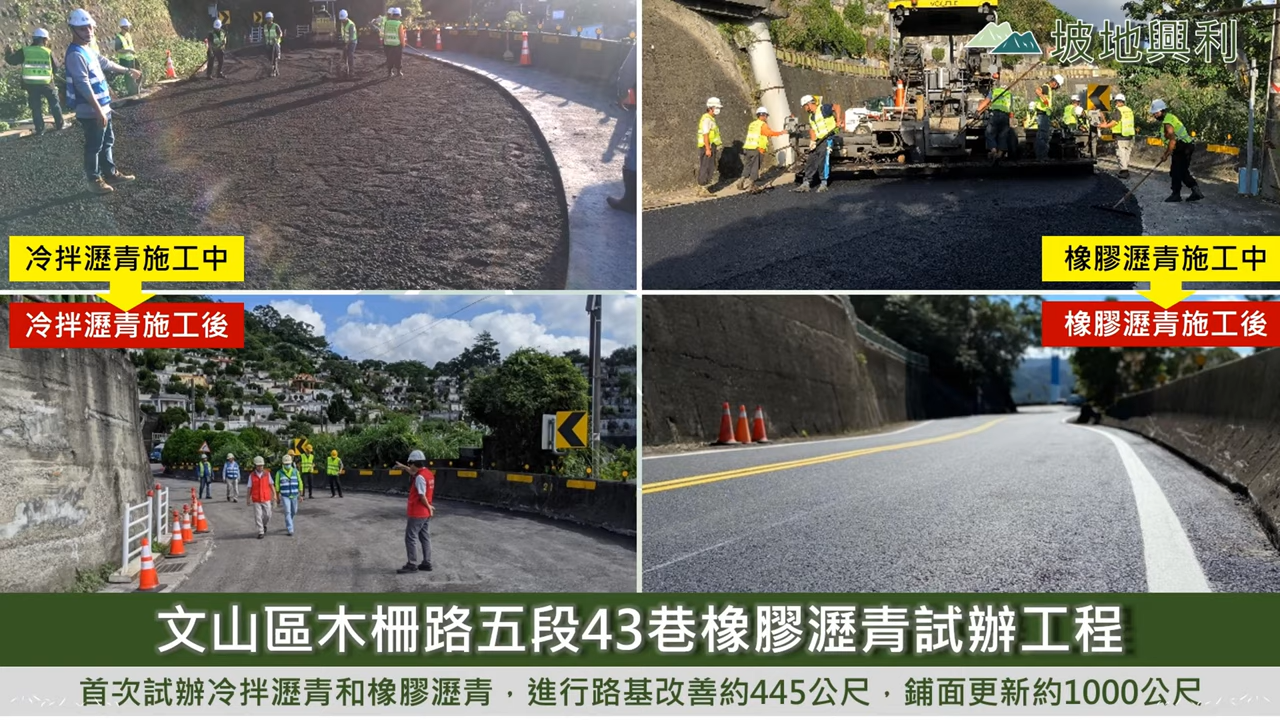 坡地興利
冷拌瀝青施工中
橡膠瀝青施工中
冷拌瀝青施工後
橡膠瀝青施工後
文山區木柵路五段43巷橡膠瀝青試辦工程
首次試辦冷拌瀝青和橡膠瀝青，進行路基改善約445公尺，鋪面更新約1000公尺